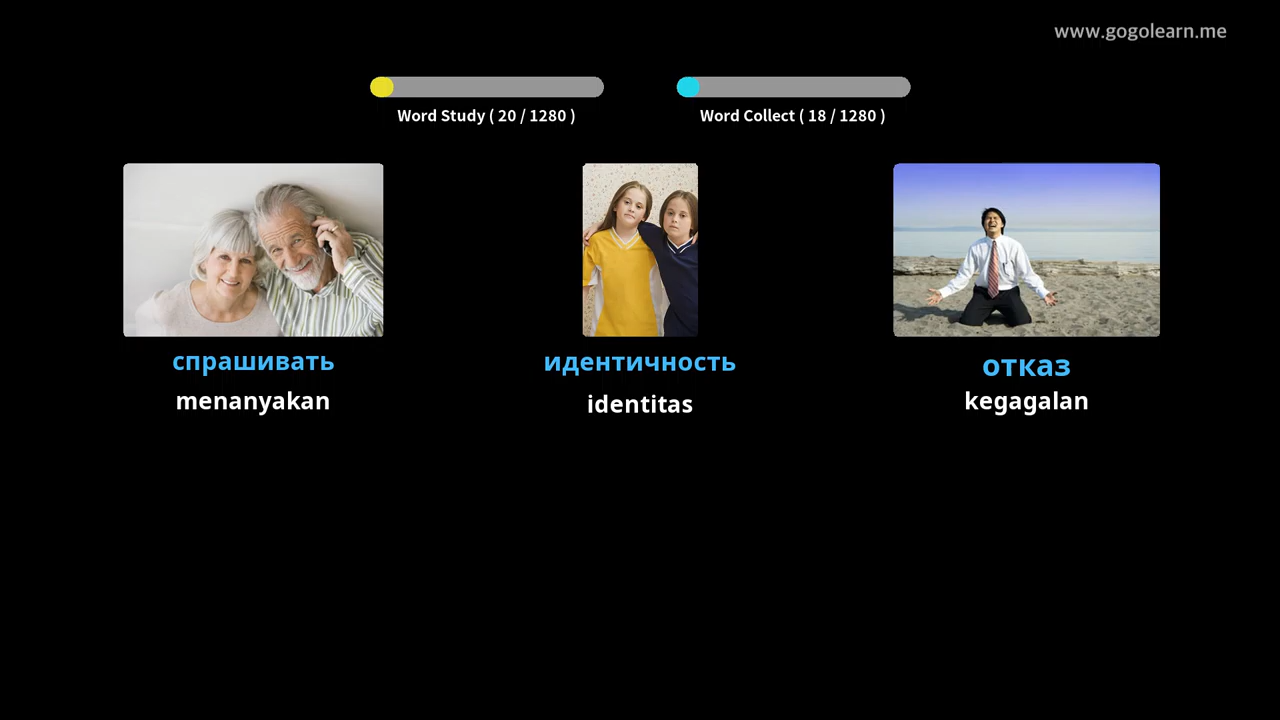 www.gogolearn.me
Word Study ( 20 / 1280 )
Word Collect ( 18 / 1280 )
спрашивать
menanyakan
идентичность
identitas
отказ
kegagalan